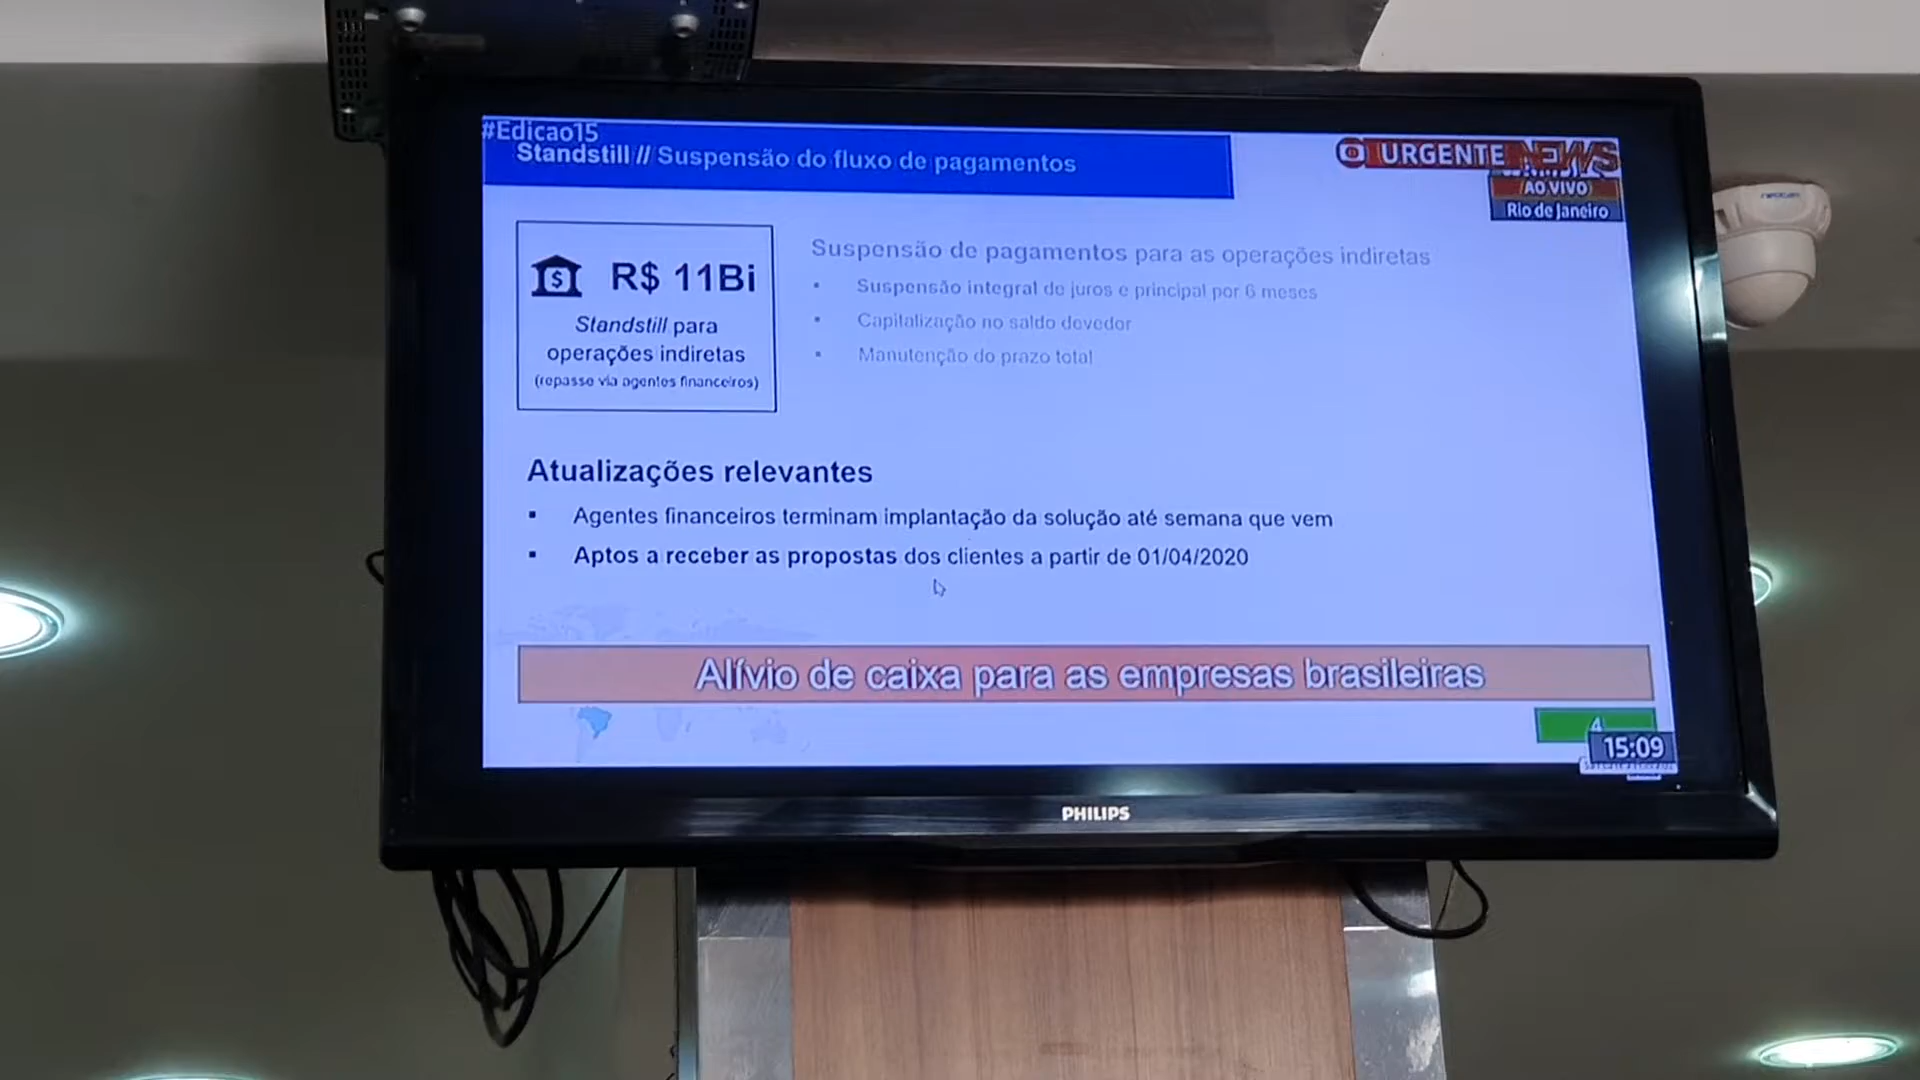 #Edicao15
Standstill // Suspensão do fluxo de pagamentos
URGENTE NEWS
AO VIVO
Rio de Janeiro
R$ 11Bi
Standstill para
operações indiretas
(repasse via agentes financeiros)
Suspensão de pagamentos para as operações indiretas
▪ Suspensão integral de juros e principal por 6 meses
▪ Capitalização no saldo devedor
▪ Manutenção do prazo total
Atualizações relevantes
▪ Agentes financeiros terminam implantação da solução até semana que vem
▪ Aptos a receber as propostas dos clientes a partir de 01/04/2020
Alívio de caixa para as empresas brasileiras
4
15:09
PHILIPS